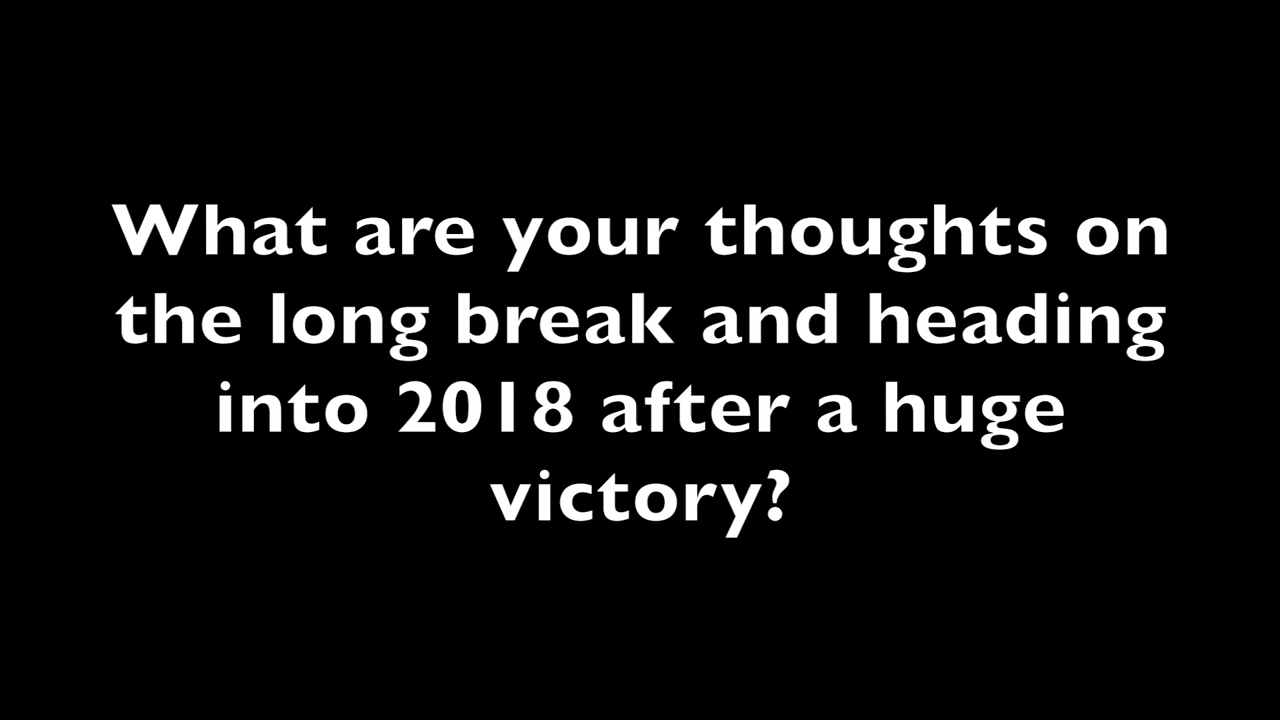 What are your thoughts on
the long break and heading
into 2018 after a huge
victory?